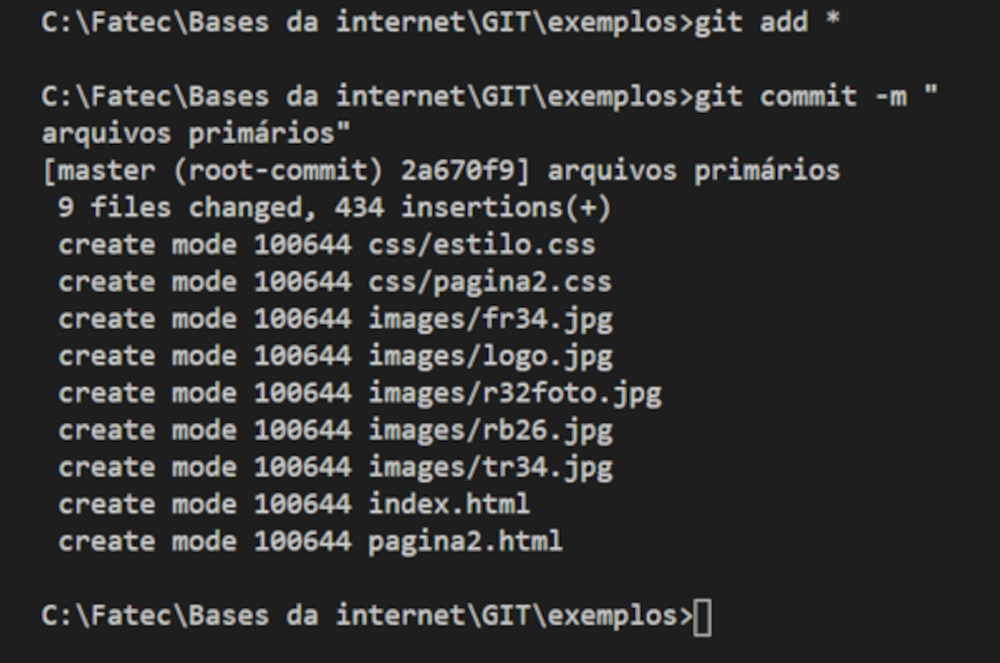 C:\Fatec\Bases da internet\GIT\exemplos>git add *
C:\Fatec\Bases da internet\GIT\exemplos>git commit -m "
arquivos primários"
[master (root-commit) 2a670f9] arquivos primários
 9 files changed, 434 insertions(+)
 create mode 100644 css/estilo.css
 create mode 100644 css/pagina2.css
 create mode 100644 images/fr34.jpg
 create mode 100644 images/logo.jpg
 create mode 100644 images/r32foto.jpg
 create mode 100644 images/rb26.jpg
 create mode 100644 images/tr34.jpg
 create mode 100644 index.html
 create mode 100644 pagina2.html
C:\Fatec\Bases da internet\GIT\exemplos>